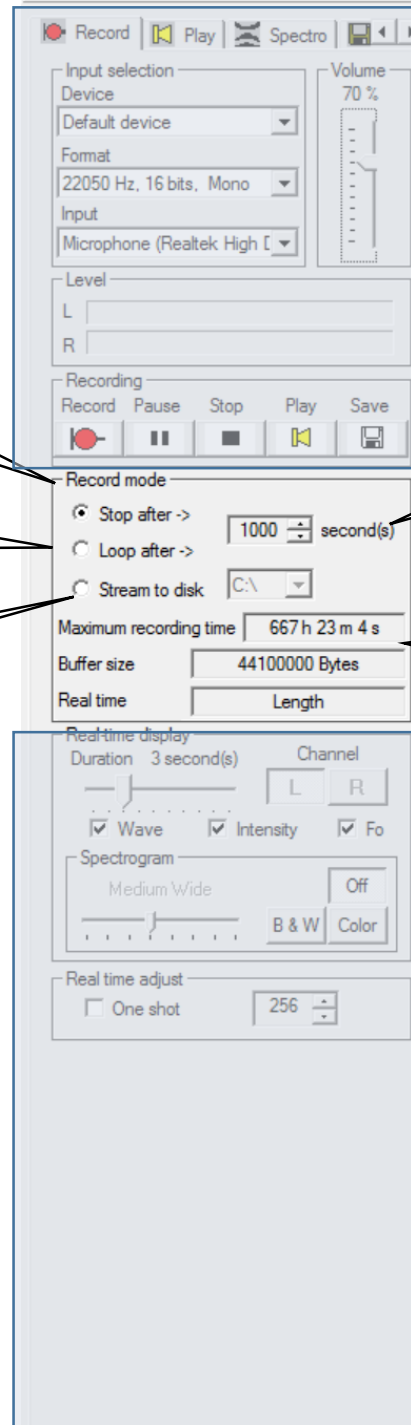 Record Play Spectro
Input selection Volume
Device 70 %
Default device
Format
22050 Hz, 16 bits, Mono
Input
Microphone (Realtek High D
Level
L
R
Recording
Record Pause Stop Play Save
Record mode
Stop after -> 1000 second(s)
Loop after ->
Stream to disk C:\
Maximum recording time 667 h 23 m 4 s
Buffer size 44100000 Bytes
Real time Length
Real time display
Duration 3 second(s) Channel
L R
Wave Intensity Fo
Spectrogram
Medium Wide Off
B & W Color
Real time adjust
One shot 256